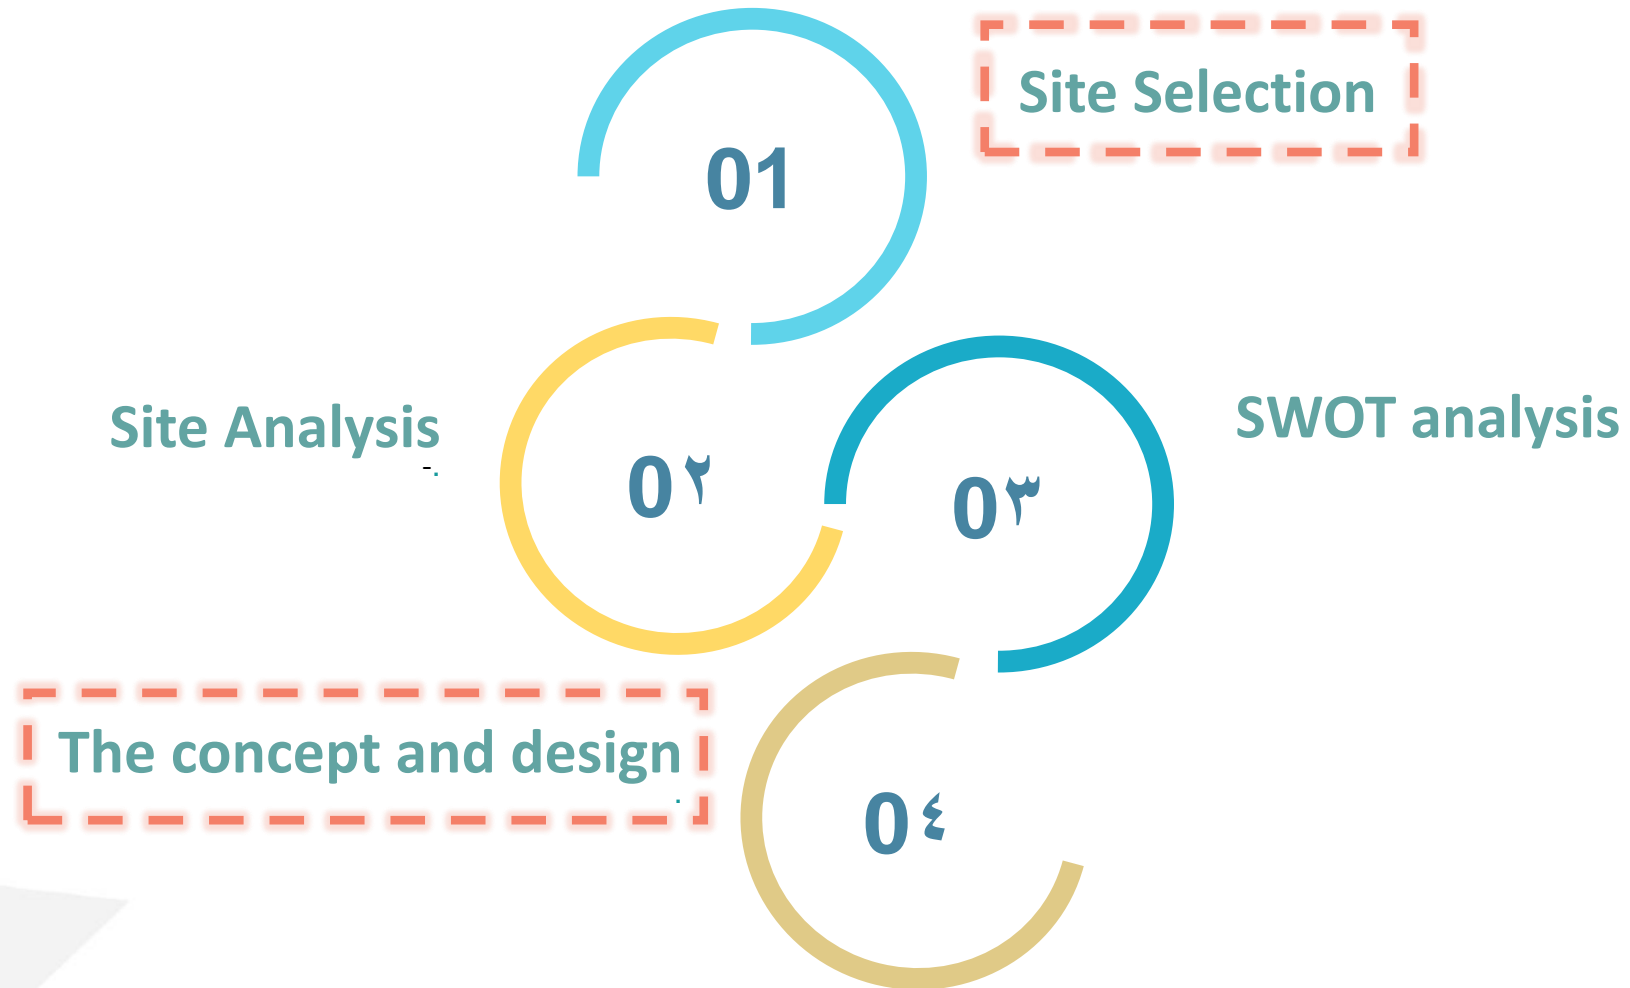 Site Selection
01
Site Analysis
-.
0٢
SWOT analysis
0٣
The concept and design
.
0٤